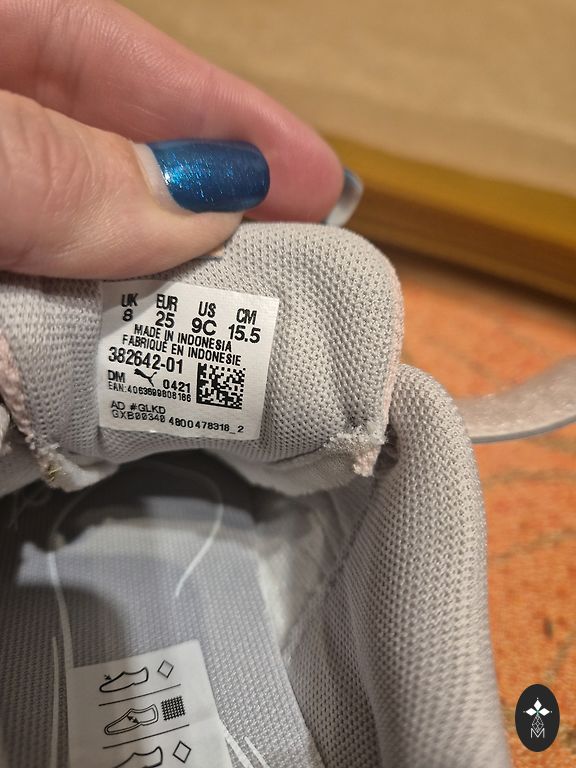 UK EUR US CM
8 25 9C 15.5
MADE IN INDONESIA
FABRIQUÉ EN INDONESIE
382642-01
DM 0421
EAN:4063699808186
AD #GLKD
GXB00340 4800478318_2
M